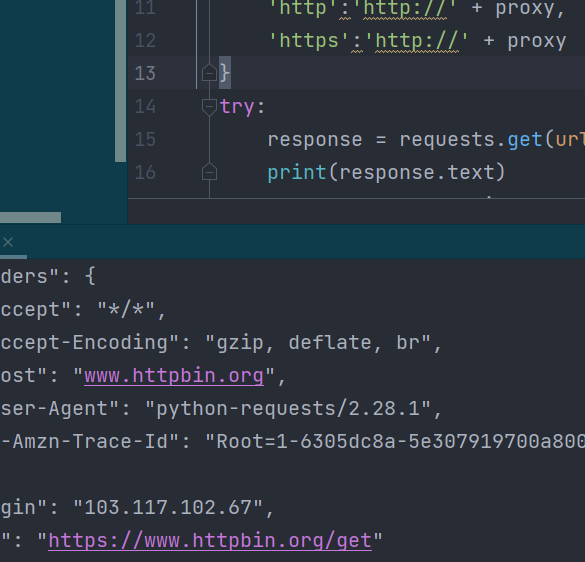 11 'http':'http://' + proxy,
12 'https':'http://' + proxy
13 }
14 try:
15 response = requests.get(url
16 print(response.text)
ders": {
ccept": "*/*",
ccept-Encoding": "gzip, deflate, br",
ost": "www.httpbin.org",
ser-Agent": "python-requests/2.28.1",
-Amzn-Trace-Id": "Root=1-6305dc8a-5e307919700a800
gin": "103.117.102.67",
": "https://www.httpbin.org/get"